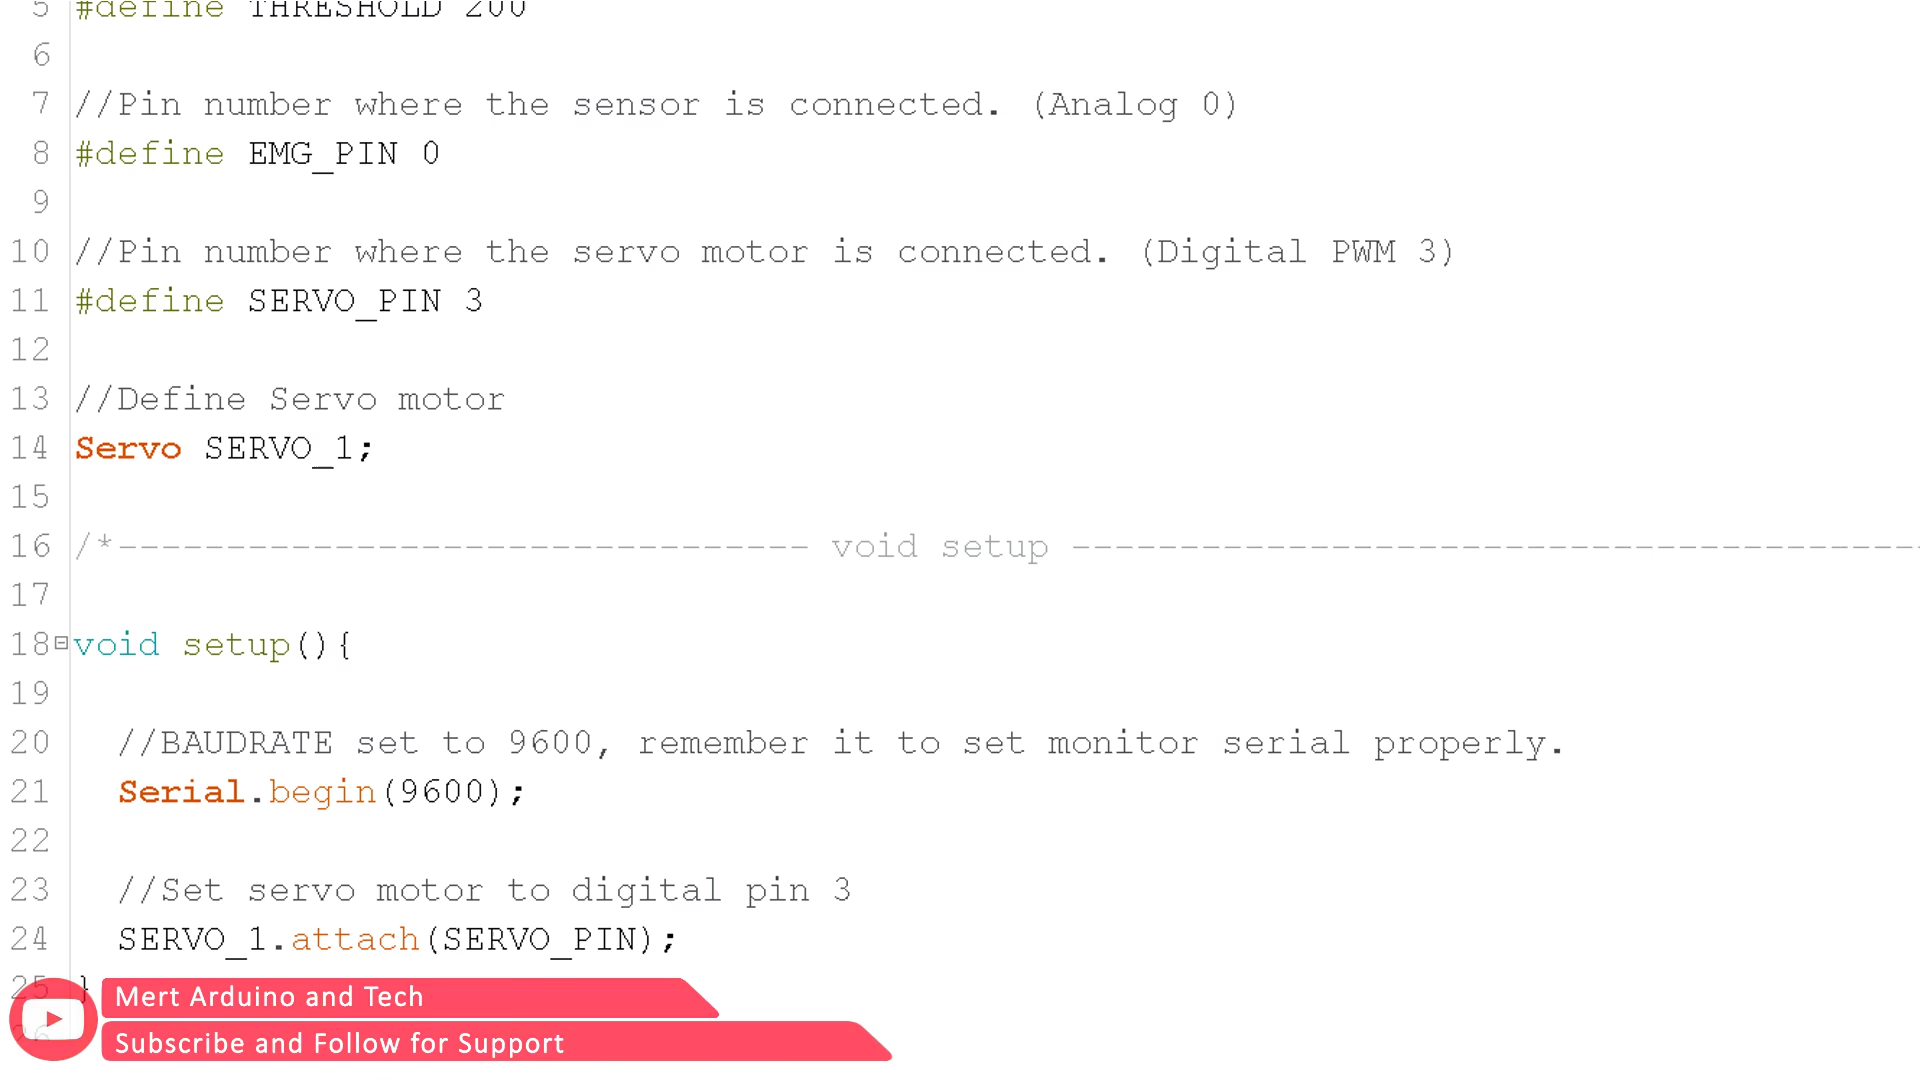 5 #define THRESHOLD 200
6
7 //Pin number where the sensor is connected. (Analog 0)
8 #define EMG_PIN 0
9
10 //Pin number where the servo motor is connected. (Digital PWM 3)
11 #define SERVO_PIN 3
12
13 //Define Servo motor
14 Servo SERVO_1;
15
16 /*-------------------------------- void setup ---------------------------------------
17
18 void setup(){
19
20 //BAUDRATE set to 9600, remember it to set monitor serial properly.
21 Serial.begin(9600);
22
23 //Set servo motor to digital pin 3
24 SERVO_1.attach(SERVO_PIN);
25 }
26
Mert Arduino and Tech
Subscribe and Follow for Support